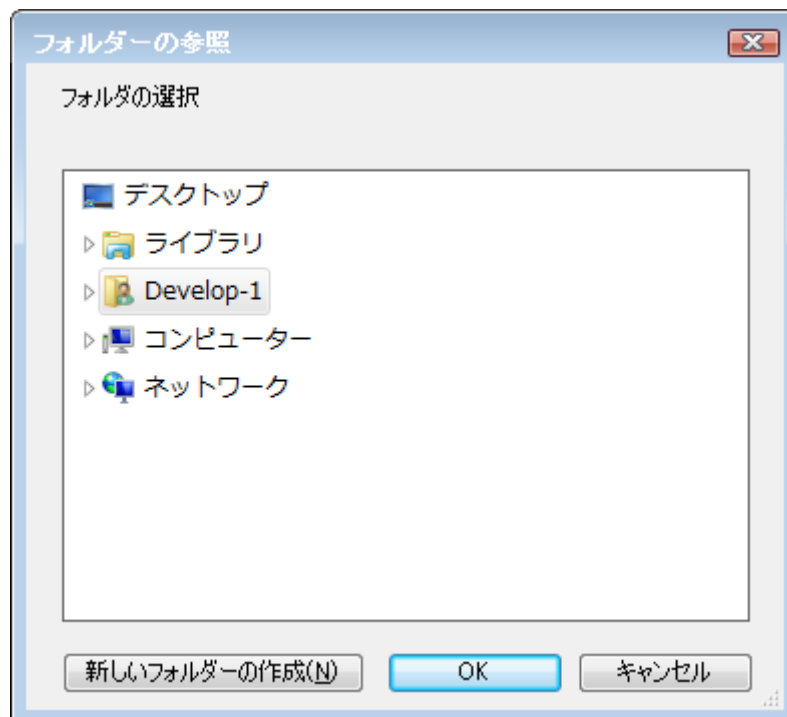 フォルダーの参照
フォルダの選択
デスクトップ
ライブラリ
Develop-1
コンピューター
ネットワーク
新しいフォルダーの作成(N) OK キャンセル